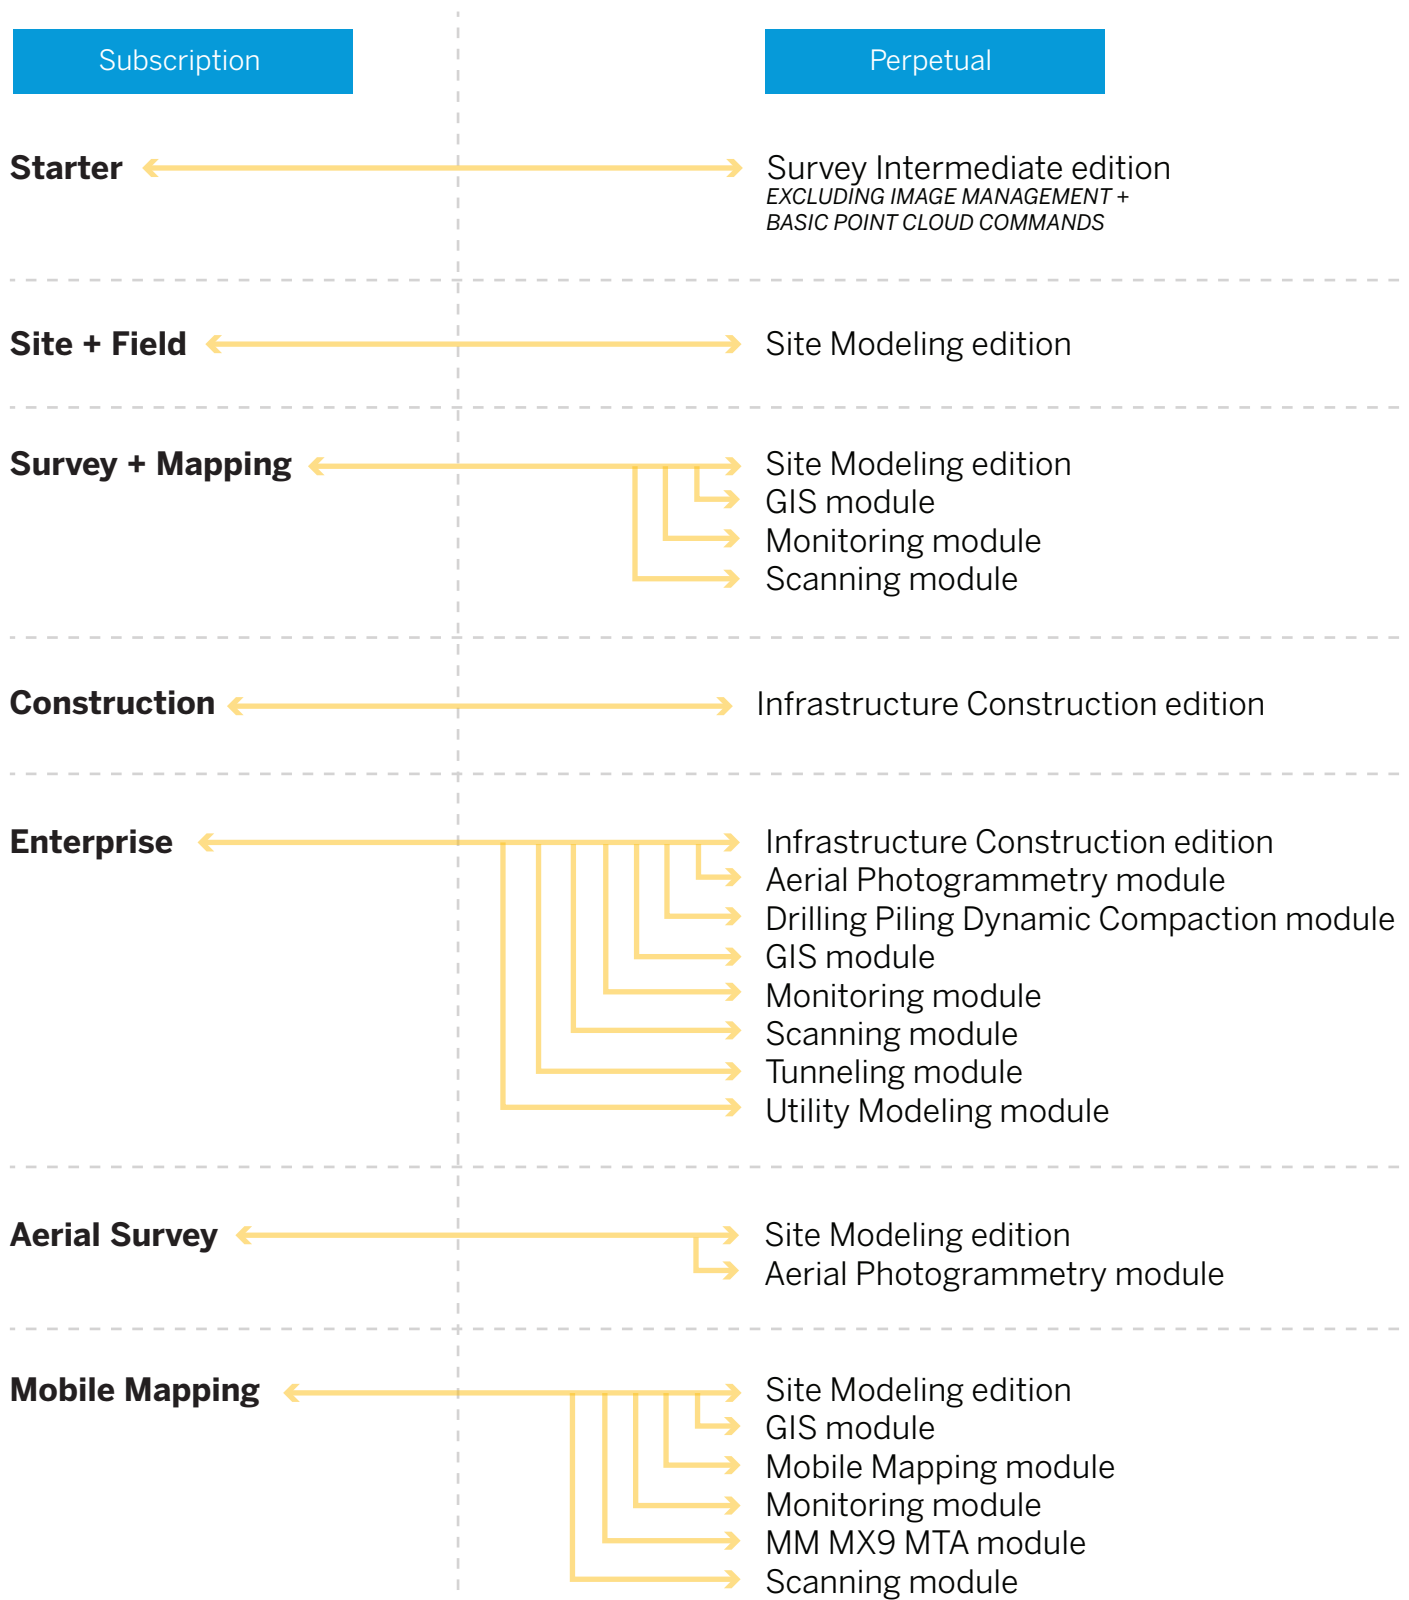 Subscription
Perpetual
Starter
Survey Intermediate edition
EXCLUDING IMAGE MANAGEMENT +
BASIC POINT CLOUD COMMANDS
Site + Field
Site Modeling edition
Survey + Mapping
Site Modeling edition
GIS module
Monitoring module
Scanning module
Construction
Infrastructure Construction edition
Enterprise
Infrastructure Construction edition
Aerial Photogrammetry module
Drilling Piling Dynamic Compaction module
GIS module
Monitoring module
Scanning module
Tunneling module
Utility Modeling module
Aerial Survey
Site Modeling edition
Aerial Photogrammetry module
Mobile Mapping
Site Modeling edition
GIS module
Mobile Mapping module
Monitoring module
MM MX9 MTA module
Scanning module